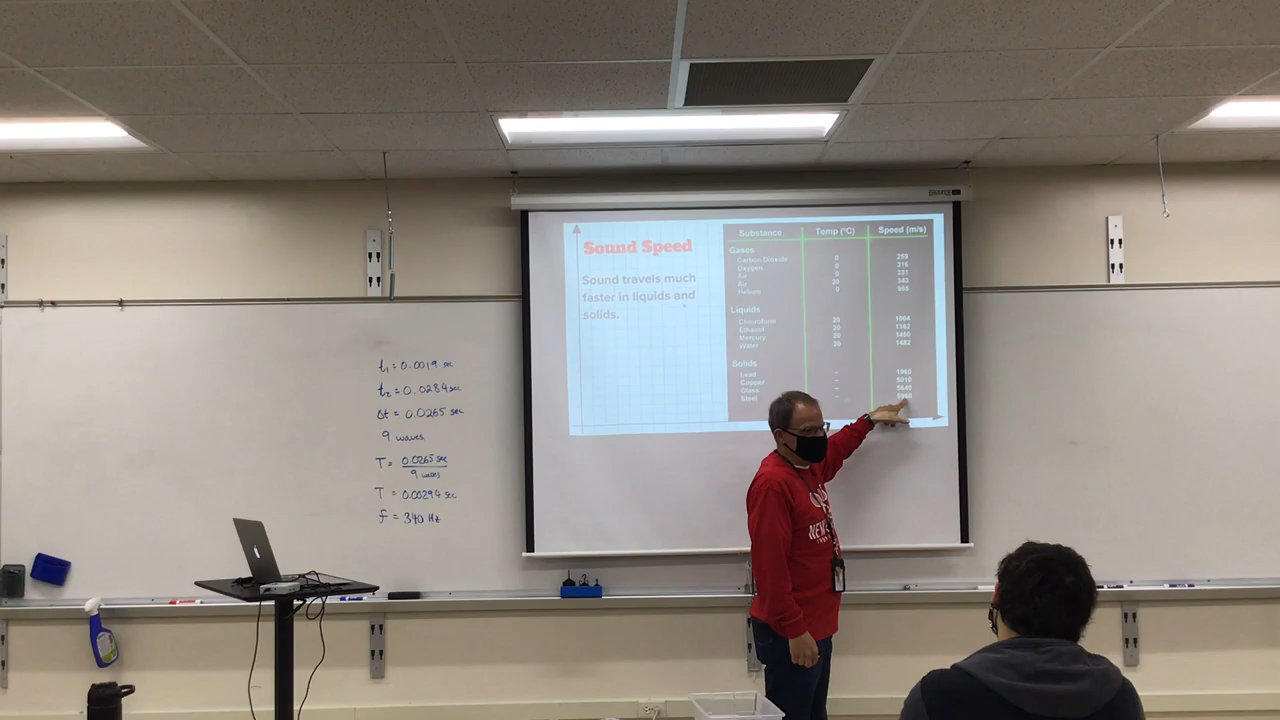 t₁ = 0.0019 sec
t₂ = 0.0284 sec
Δt = 0.0265 sec
9 waves
T = 0.0265 sec
9 waves
T = 0.00294 sec
f = 340 Hz
Sound Speed
Sound travels much
faster in liquids and
solids.
Substance Temp (°C) Speed (m/s)
Gases
Carbon Dioxide 0 259
Oxygen 0 316
Air 0 331
Air 20 343
Helium 0 965
Liquids
Chloroform 20 1004
Ethanol 20 1162
Mercury 20 1450
Water 20 1482
Solids
Lead - 1960
Copper - 5010
Glass - 5640
Steel - 5960
NEW